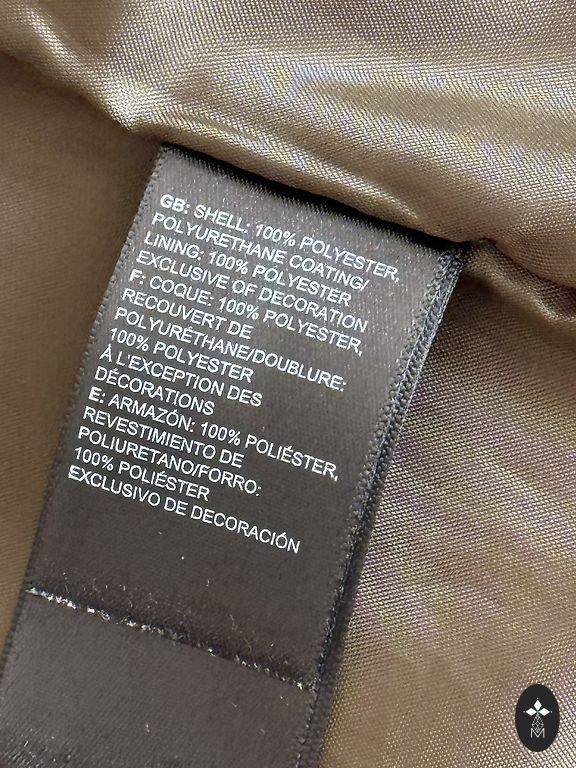 GB: SHELL: 100% POLYESTER,
POLYURETHANE COATING/
LINING: 100% POLYESTER
EXCLUSIVE OF DECORATION
F: COQUE: 100% POLYESTER,
RECOUVERT DE
POLYURÉTHANE/DOUBLURE:
100% POLYESTER
À L'EXCEPTION DES
DÉCORATIONS
E: ARMAZÓN: 100% POLIÉSTER,
REVESTIMIENTO DE
POLIURETANO/FORRO:
100% POLIÉSTER
EXCLUSIVO DE DECORACIÓN
M